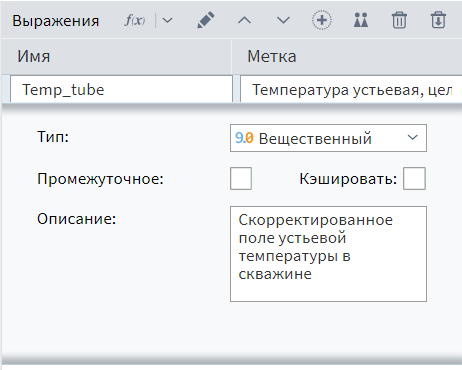 Выражения f(x)
Имя Метка
Temp_tube Температура устьевая, цел
Тип: 9.0 Вещественный
Промежуточное: Кэшировать:
Описание: Скорректированное
поле устьевой
температуры в
скважине